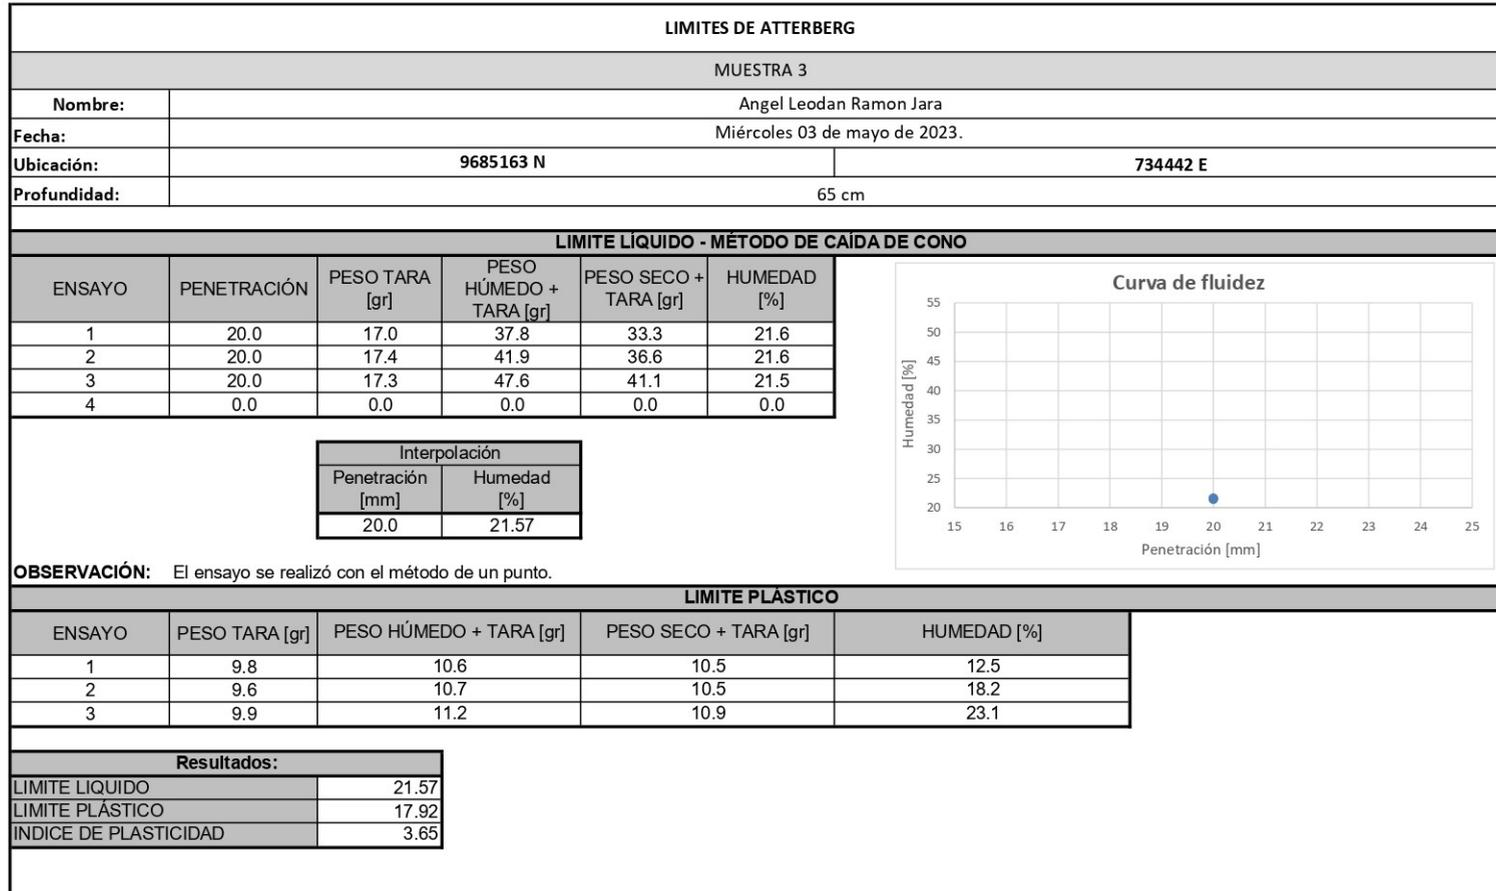 LIMITES DE ATTERBERG
MUESTRA 3
Nombre: Angel Leodan Ramon Jara
Fecha: Miércoles 03 de mayo de 2023.
Ubicación: 9685163 N 734442 E
Profundidad: 65 cm
LIMITE LÍQUIDO - MÉTODO DE CAÍDA DE CONO
ENSAYO PENETRACIÓN PESO TARA [gr] PESO HÚMEDO + TARA [gr] PESO SECO + TARA [gr] HUMEDAD [%]
1 20.0 17.0 37.8 33.3 21.6
2 20.0 17.4 41.9 36.6 21.6
3 20.0 17.3 47.6 41.1 21.5
4 0.0 0.0 0.0 0.0 0.0
Interpolación
Penetración [mm] Humedad [%]
20.0 21.57
Curva de fluidez
Humedad [%]
55
50
45
40
35
30
25
20
15 16 17 18 19 20 21 22 23 24 25
Penetración [mm]
OBSERVACIÓN: El ensayo se realizó con el método de un punto.
LIMITE PLÁSTICO
ENSAYO PESO TARA [gr] PESO HÚMEDO + TARA [gr] PESO SECO + TARA [gr] HUMEDAD [%]
1 9.8 10.6 10.5 12.5
2 9.6 10.7 10.5 18.2
3 9.9 11.2 10.9 23.1
Resultados:
LIMITE LIQUIDO 21.57
LIMITE PLÁSTICO 17.92
INDICE DE PLASTICIDAD 3.65